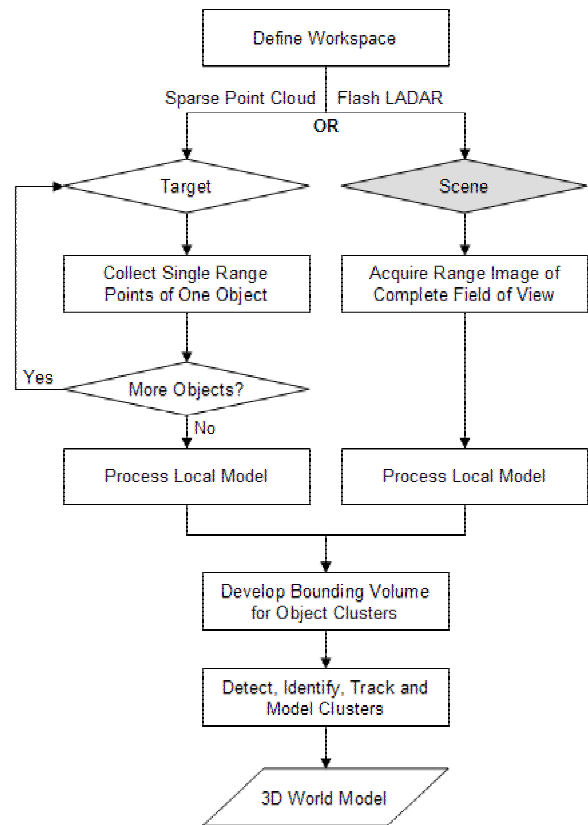 Define Workspace
Sparse Point Cloud
Flash LADAR
OR
Target
Scene
Collect Single Range
Points of One Object
Acquire Range Image of
Complete Field of View
Yes
More Objects?
No
Process Local Model
Process Local Model
Develop Bounding Volume
for Object Clusters
Detect, Identify, Track and
Model Clusters
3D World Model